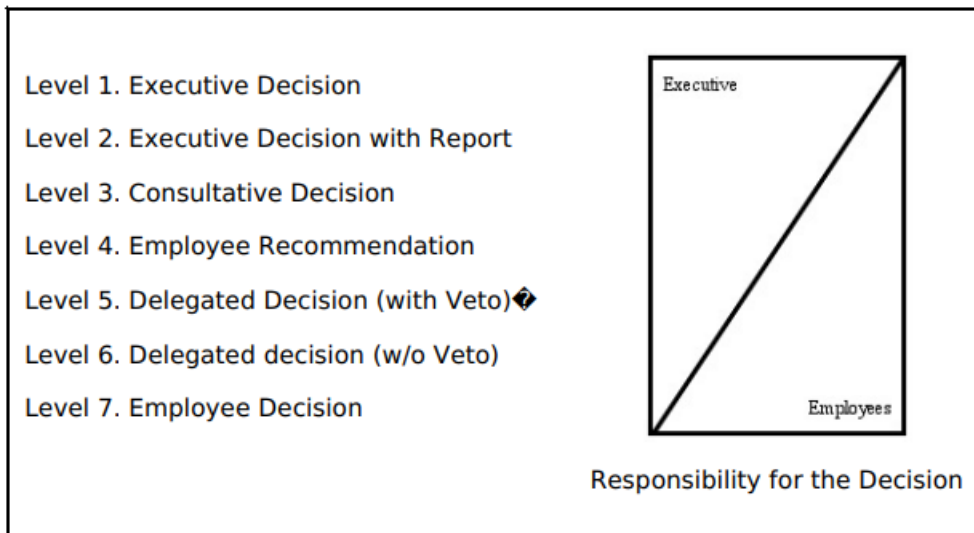 Level 1. Executive Decision
Level 2. Executive Decision with Report
Level 3. Consultative Decision
Level 4. Employee Recommendation
Level 5. Delegated Decision (with Veto)�
Level 6. Delegated decision (w/o Veto)
Level 7. Employee Decision
Executive
Employees
Responsibility for the Decision